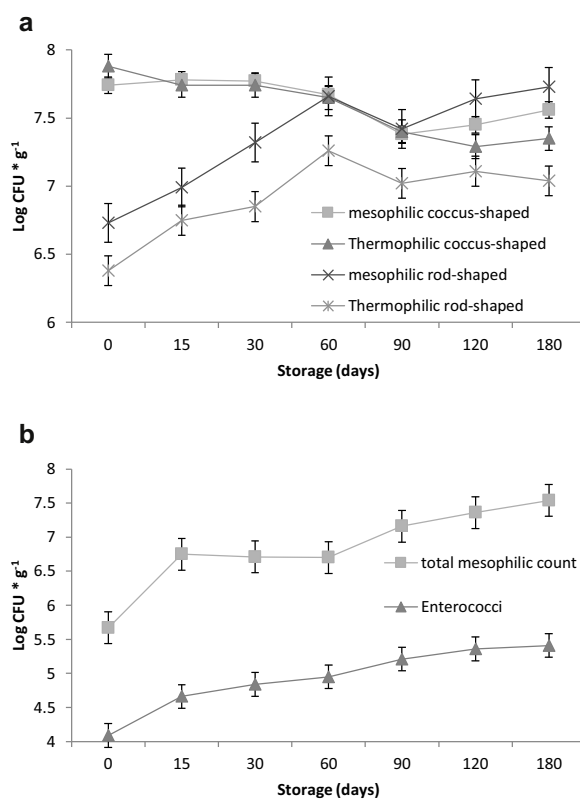 a
8
7.5
7
6.5
6
Log CFU * g-1
mesophilic coccus-shaped
Thermophilic coccus-shaped
mesophilic rod-shaped
Thermophilic rod-shaped
0 15 30 60 90 120 180
Storage (days)
b
8
7.5
7
6.5
6
5.5
5
4.5
4
Log CFU * g-1
total mesophilic count
Enterococci
0 15 30 60 90 120 180
Storage (days)